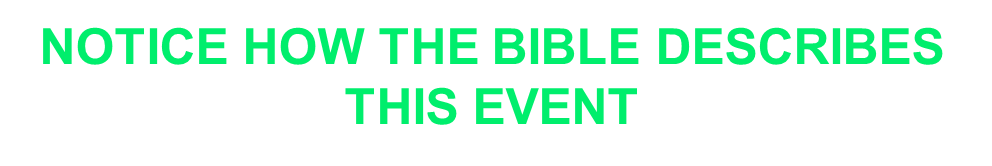 NOTICE HOW THE BIBLE DESCRIBES
THIS EVENT